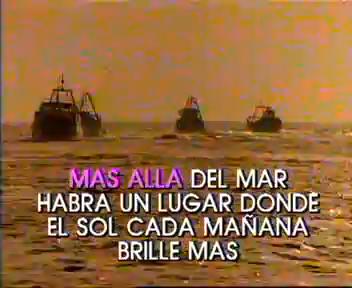 MAS ALLA DEL MAR
HABRA UN LUGAR DONDE
EL SOL CADA MAÑANA
BRILLE MAS